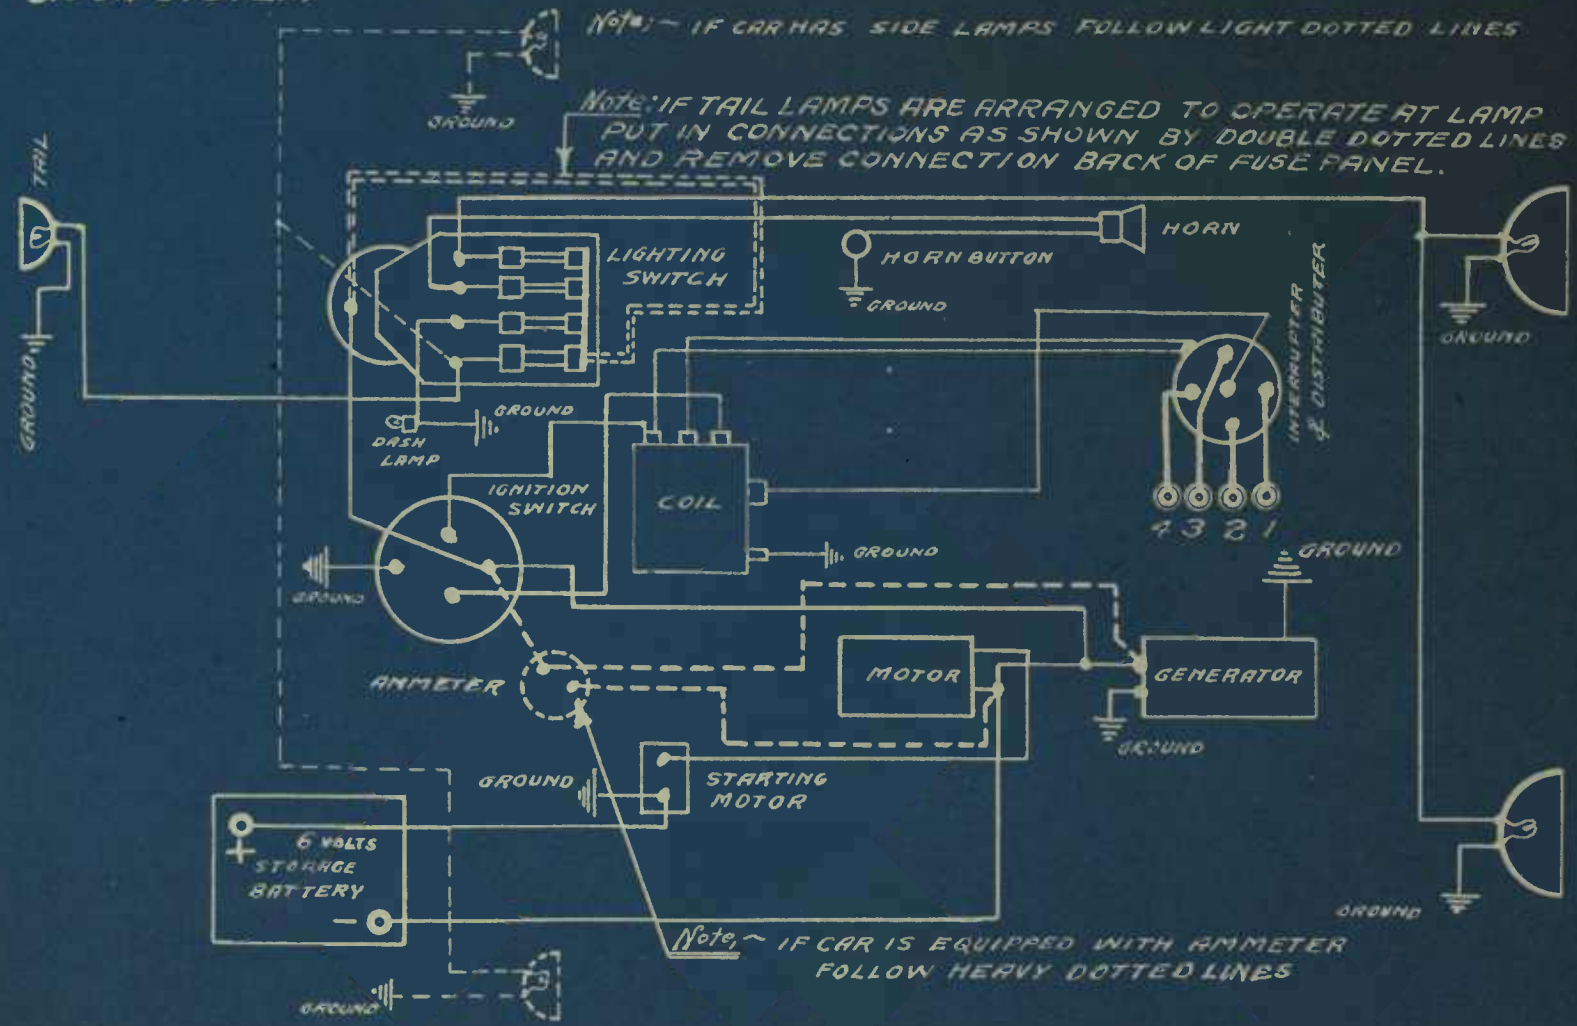 Note;~ IF CAR HAS SIDE LAMPS FOLLOW LIGHT DOTTED LINES
GROUND
Note: IF TAIL LAMPS ARE ARRANGED TO OPERATE AT LAMP
PUT IN CONNECTIONS AS SHOWN BY DOUBLE DOTTED LINES
AND REMOVE CONNECTION BACK OF FUSE PANEL.
TAIL
GROUND
LIGHTING
SWITCH
HORN
HORN BUTTON
GROUND
INTERRUPTER
& DISTRIBUTER
GROUND
DASH
LAMP
GROUND
IGNITION
SWITCH
COIL
GROUND
4 3 2 1
GROUND
GROUND
AMMETER
MOTOR
GENERATOR
GROUND
GROUND
STARTING
MOTOR
+
6 VOLTS
STORAGE
BATTERY
-
GROUND
Note,~ IF CAR IS EQUIPPED WITH AMMETER
FOLLOW HEAVY DOTTED LINES
GROUND